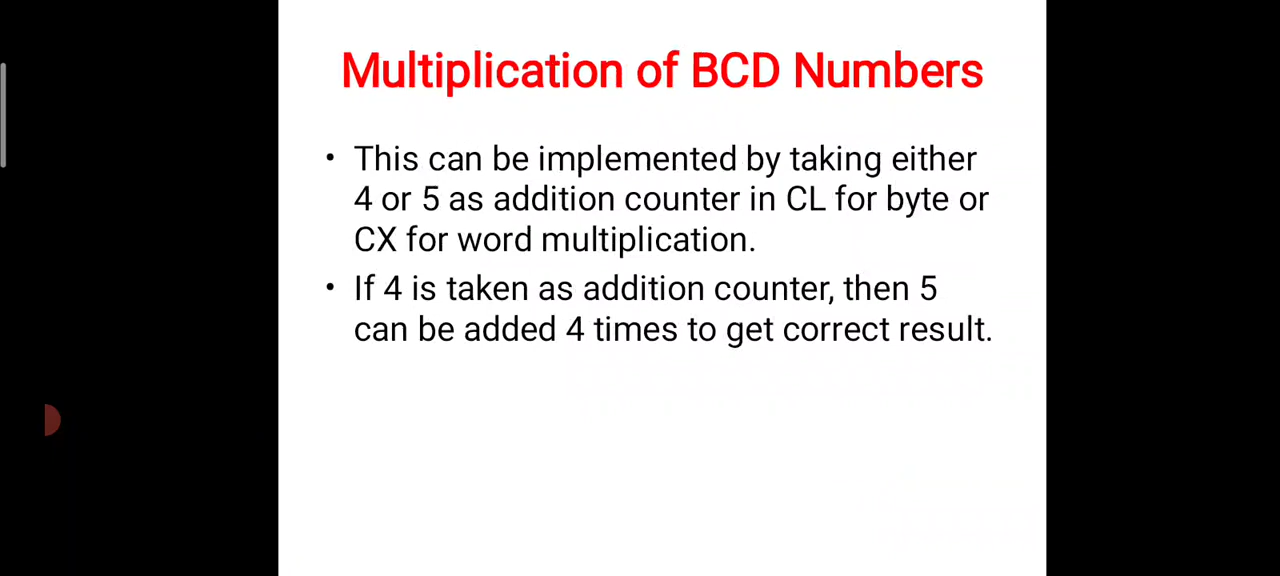 Multiplication of BCD Numbers
• This can be implemented by taking either
4 or 5 as addition counter in CL for byte or
CX for word multiplication.
• If 4 is taken as addition counter, then 5
can be added 4 times to get correct result.